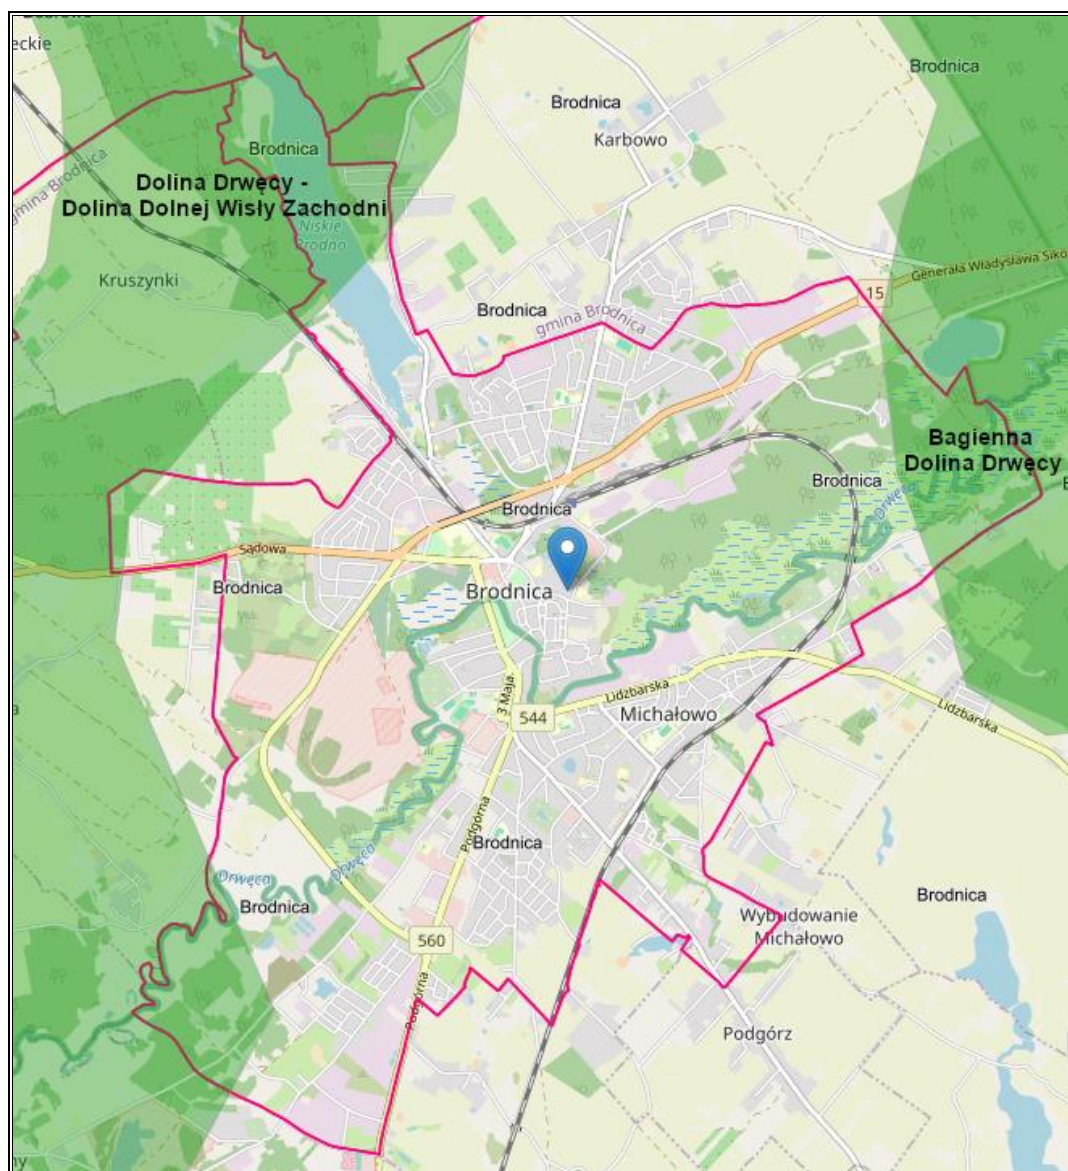 eckie
Brodnica
Brodnica
Karbowo
gmina Brodnica
Brodnica
Dolina Drwęcy -
Dolina Dolnej Wisły Zachodni
Niskie
Brodno
Kruszynki
Generała Władysława Siko
15
Brodnica
gmina Brodnica
Bagienna
Dolina Drwęcy
Brodnica
Drwęca
Brodnica
Sądowa
Brodnica
Brodnica
3 Maja
544
Lidzbarska
Michałowo
Lidzbarska
Podgórna
Brodnica
Drwęca
Drwęca
Brodnica
Brodnica
Wybudowanie
Michałowo
560
Podgórna
Podgórz